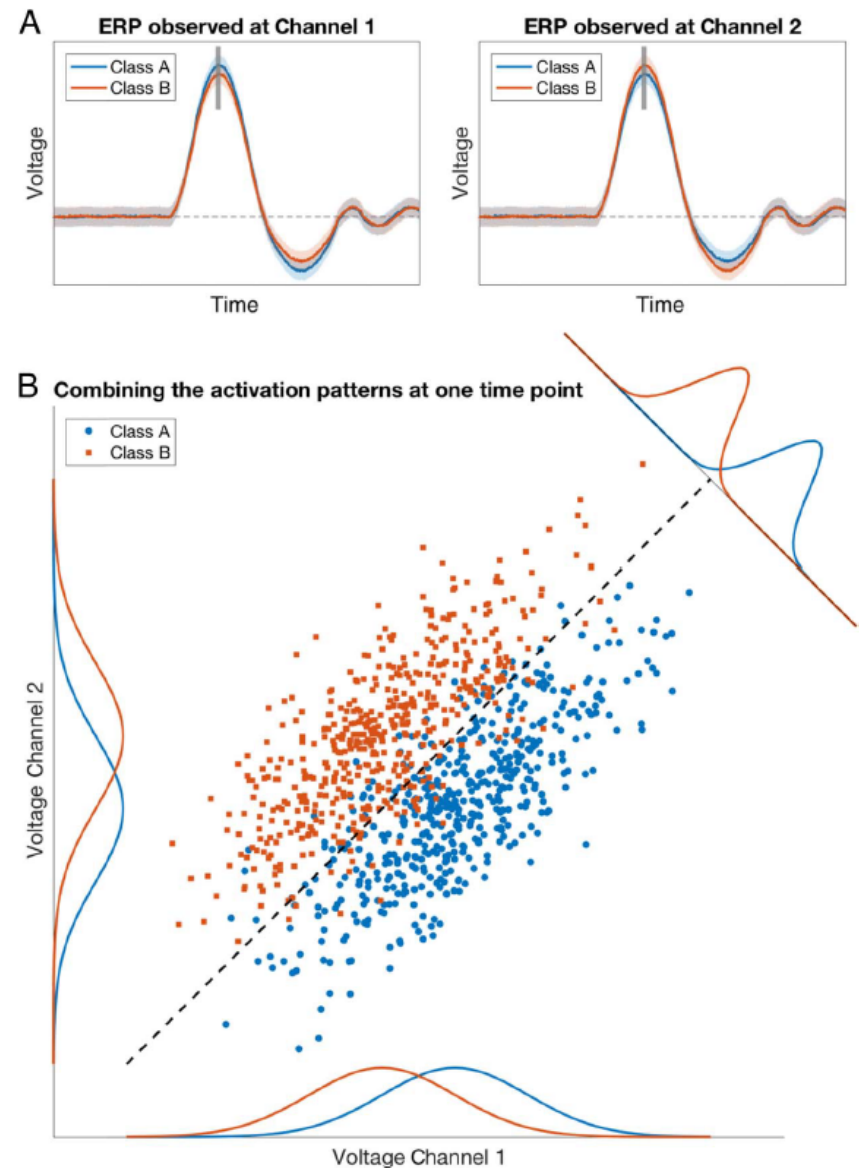 A
ERP observed at Channel 1
Class A
Class B
Voltage
Time
ERP observed at Channel 2
Class A
Class B
Voltage
Time
B Combining the activation patterns at one time point
Class A
Class B
Voltage Channel 2
Voltage Channel 1